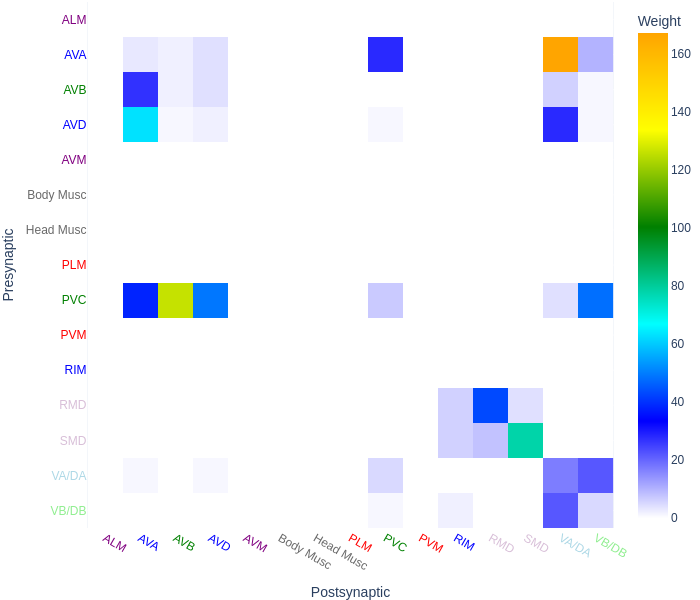 Weight
ALM
AVA
AVB
AVD
AVM
Body Musc
Head Musc
PLM
PVC
PVM
RIM
RMD
SMD
VA/DA
VB/DB
Presynaptic
160
140
120
100
80
60
40
20
0
ALM
AVA
AVB
AVD
AVM
Body Musc
Head Musc
PLM
PVC
PVM
RIM
RMD
SMD
VA/DA
VB/DB
Postsynaptic